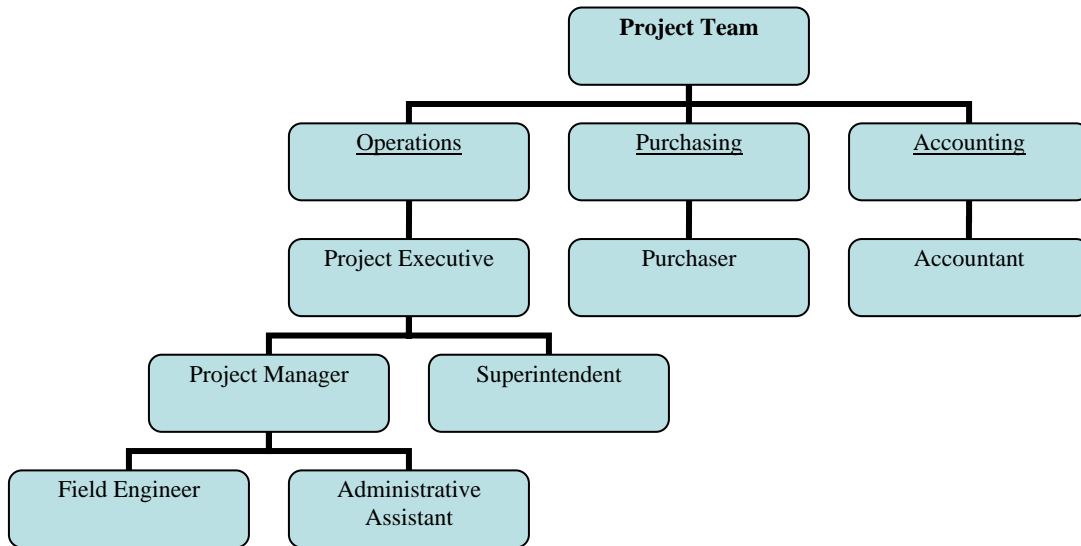 Project Team
Operations
Purchasing
Accounting
Project Executive
Purchaser
Accountant
Project Manager
Superintendent
Field Engineer
Administrative
Assistant